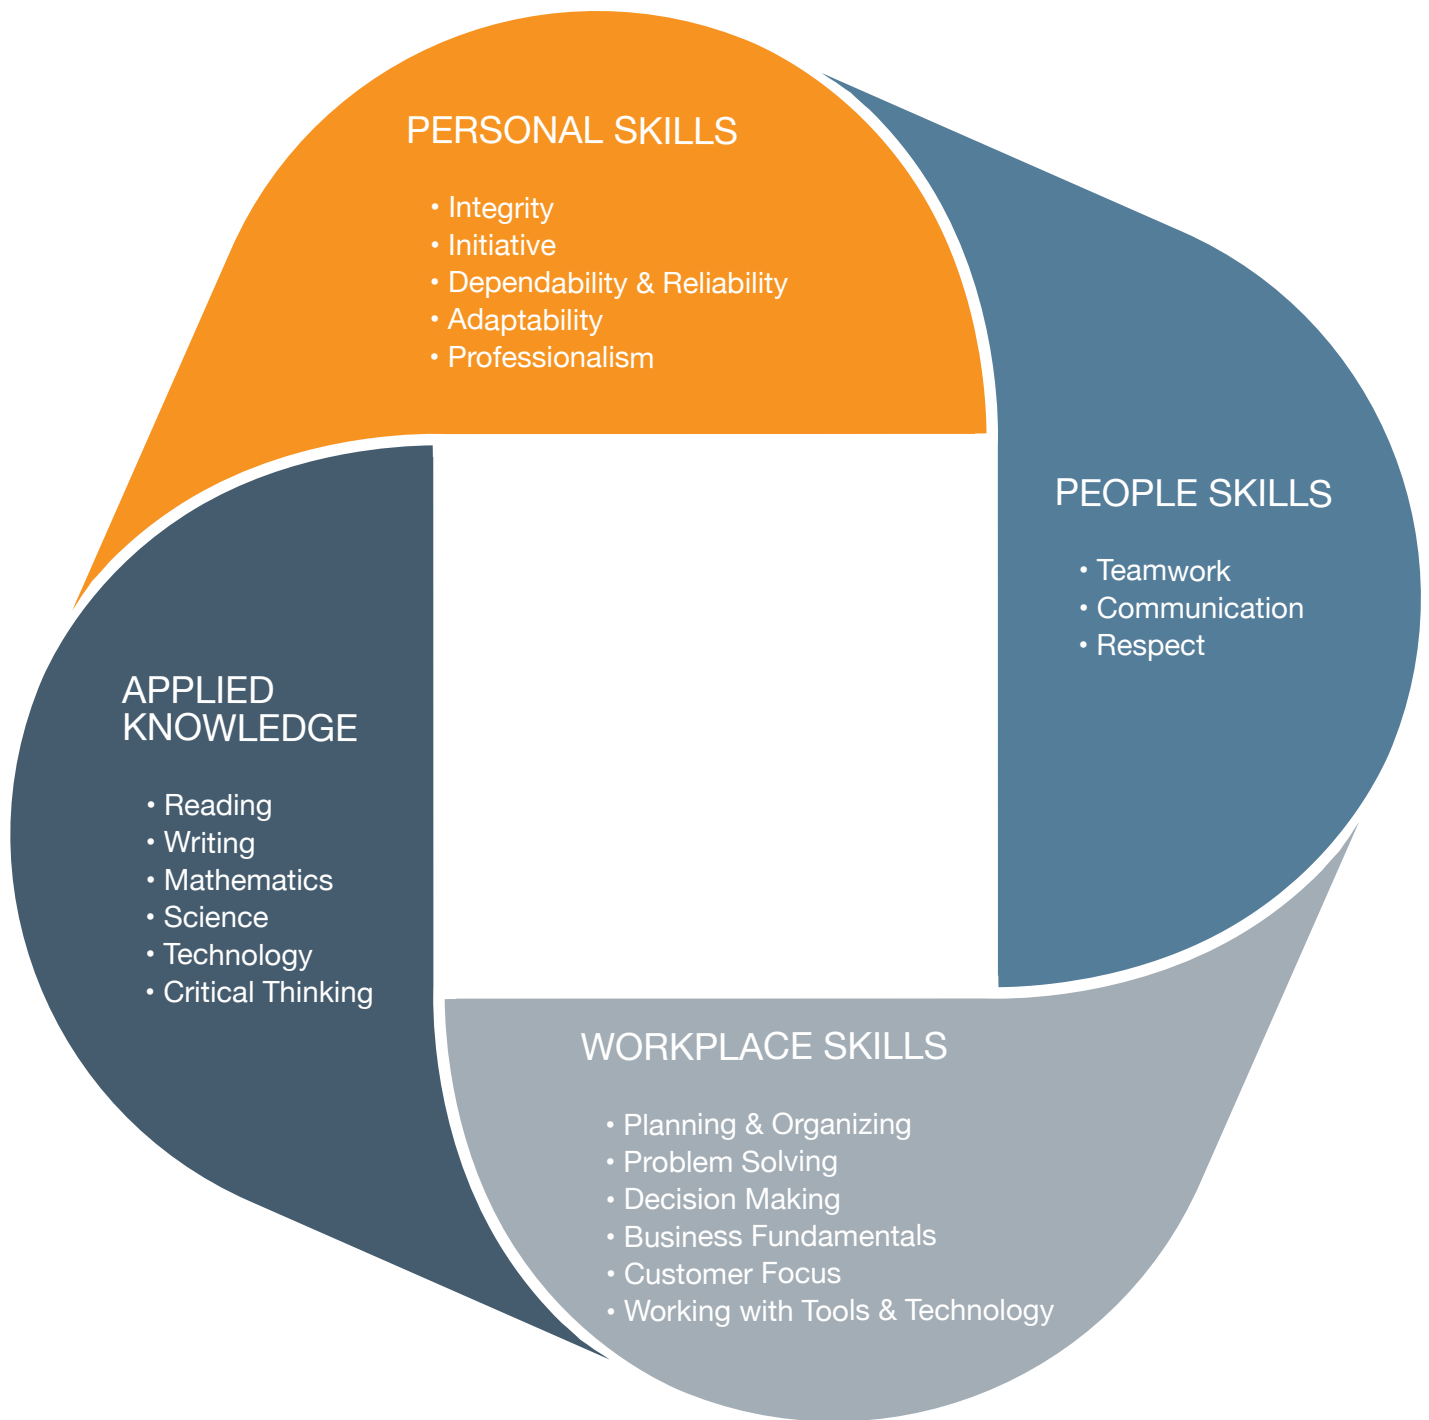 PERSONAL SKILLS
• Integrity
• Initiative
• Dependability & Reliability
• Adaptability
• Professionalism
PEOPLE SKILLS
• Teamwork
• Communication
• Respect
APPLIED
KNOWLEDGE
• Reading
• Writing
• Mathematics
• Science
• Technology
• Critical Thinking
WORKPLACE SKILLS
• Planning & Organizing
• Problem Solving
• Decision Making
• Business Fundamentals
• Customer Focus
• Working with Tools & Technology